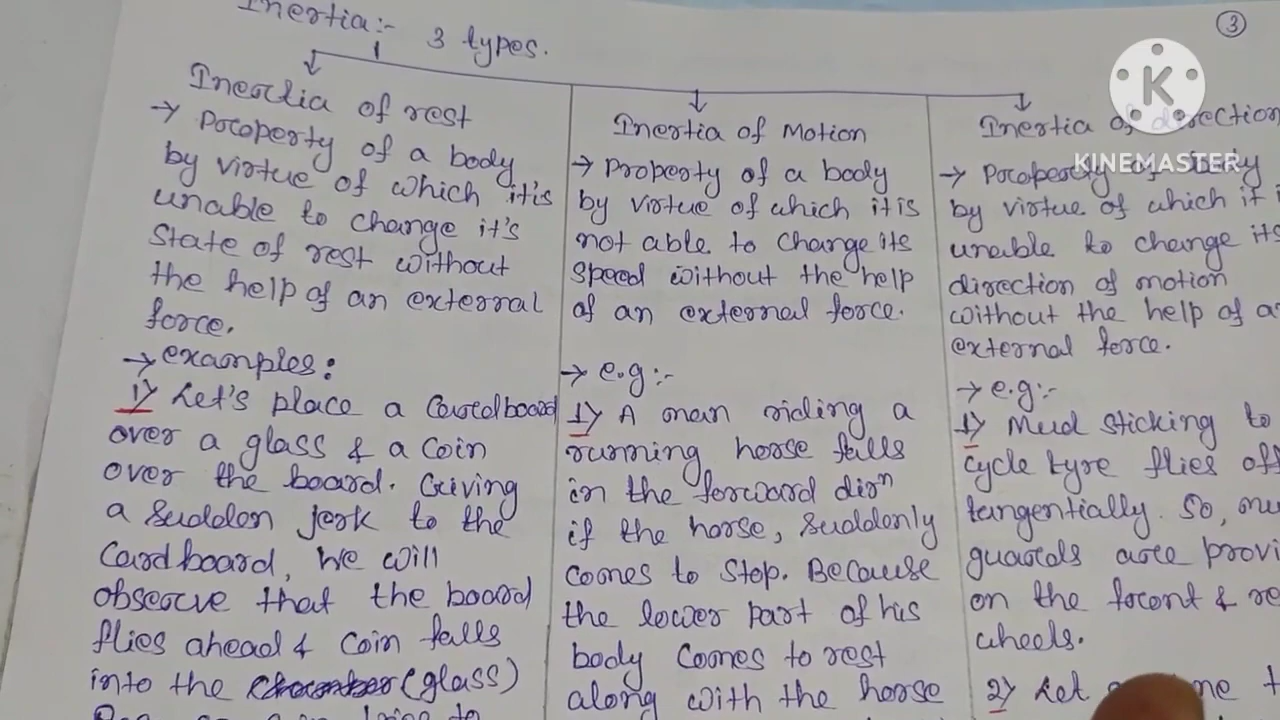 Inertia:- 3 types.
3
Inertia of rest
→ Property of a body
by virtue of which it's
unable to change it's
State of rest without
the help of an external
force.
→ examples:
1) Let's place a Cardboard
over a glass & a coin
over the board. Giving
a Sudden jerk to the
Cardboard, we will
observe that the board
flies ahead & coin falls
into the (glass)
Inertia of Motion
→ Property of a body
by virtue of which it is
not able to change its
speed without the help
of an external force.
→ e.g:-
1) A man riding a
running horse falls
in the forward dirn
if the horse, suddenly
comes to stop. Because
the lower part of his
body comes to rest
along with the horse
Inertia of direction
→ Property of body
by virtue of which it
unable to change its
direction of motion
without the help of a
external force.
→ e.g:-
1) Mud sticking to
cycle tyre flies off
tangentially. So, mu
guards are provi
on the front & re
wheels.
2) Let
K
KINEMASTER